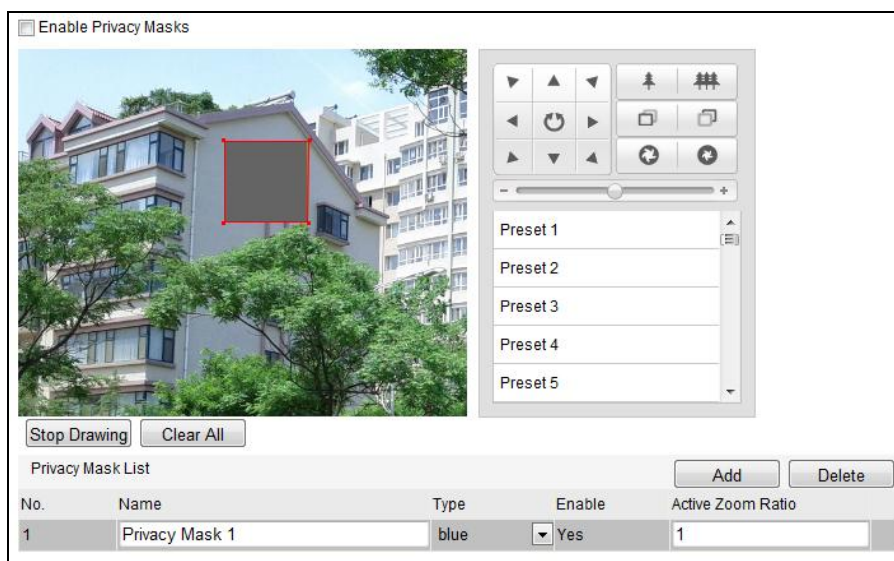 Enable Privacy Masks
Preset 1
Preset 2
Preset 3
Preset 4
Preset 5
Stop Drawing Clear All
Privacy Mask List Add Delete
No. Name Type Enable Active Zoom Ratio
1 Privacy Mask 1 blue Yes 1